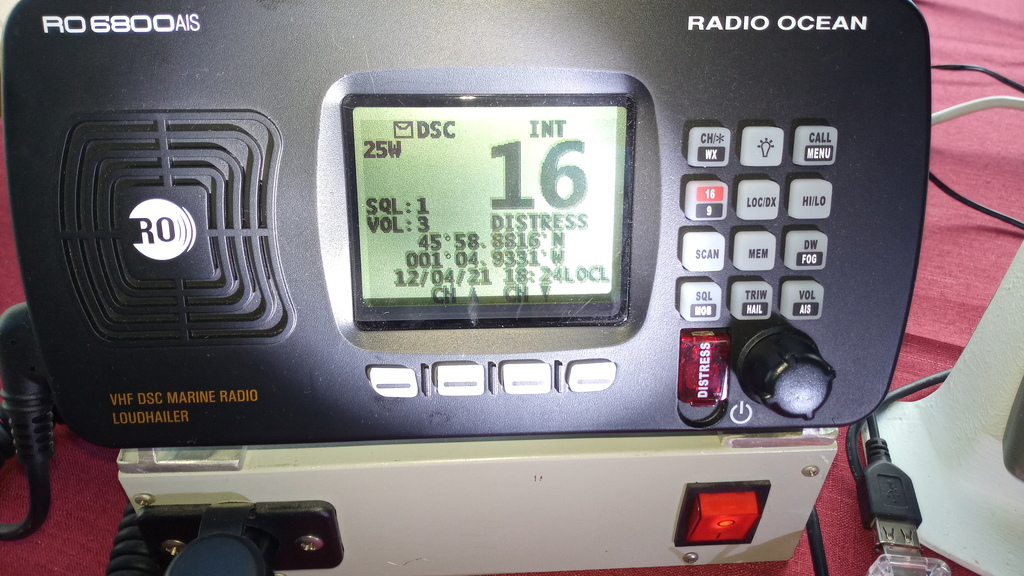 RO 6800AIS
RADIO OCEAN
DSC INT
25W
16
SQL:1
VOL:3 DISTRESS
45°58.8816'N
001°04.9331'W
12/04/21 18:24LOCL
CH CH
RO
CH/*
WX
CALL
MENU
16
9
LOC/DX
HI/LO
SCAN
MEM
DW
FOG
SQL
MOB
TRIW
HAIL
VOL
AIS
DISTRESS
VHF DSC MARINE RADIO
LOUDHAILER